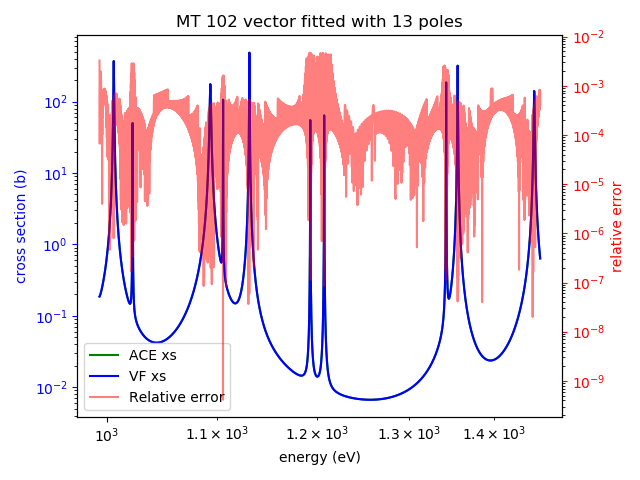 MT 102 vector fitted with 13 poles
cross section (b)
10²
10¹
10⁰
10⁻¹
10⁻²
10⁻²
10⁻³
10⁻⁴
10⁻⁵
10⁻⁶
10⁻⁷
10⁻⁸
10⁻⁹
relative error
ACE xs
VF xs
Relative error
10³
1.1 × 10³
1.2 × 10³
1.3 × 10³
1.4 × 10³
energy (eV)